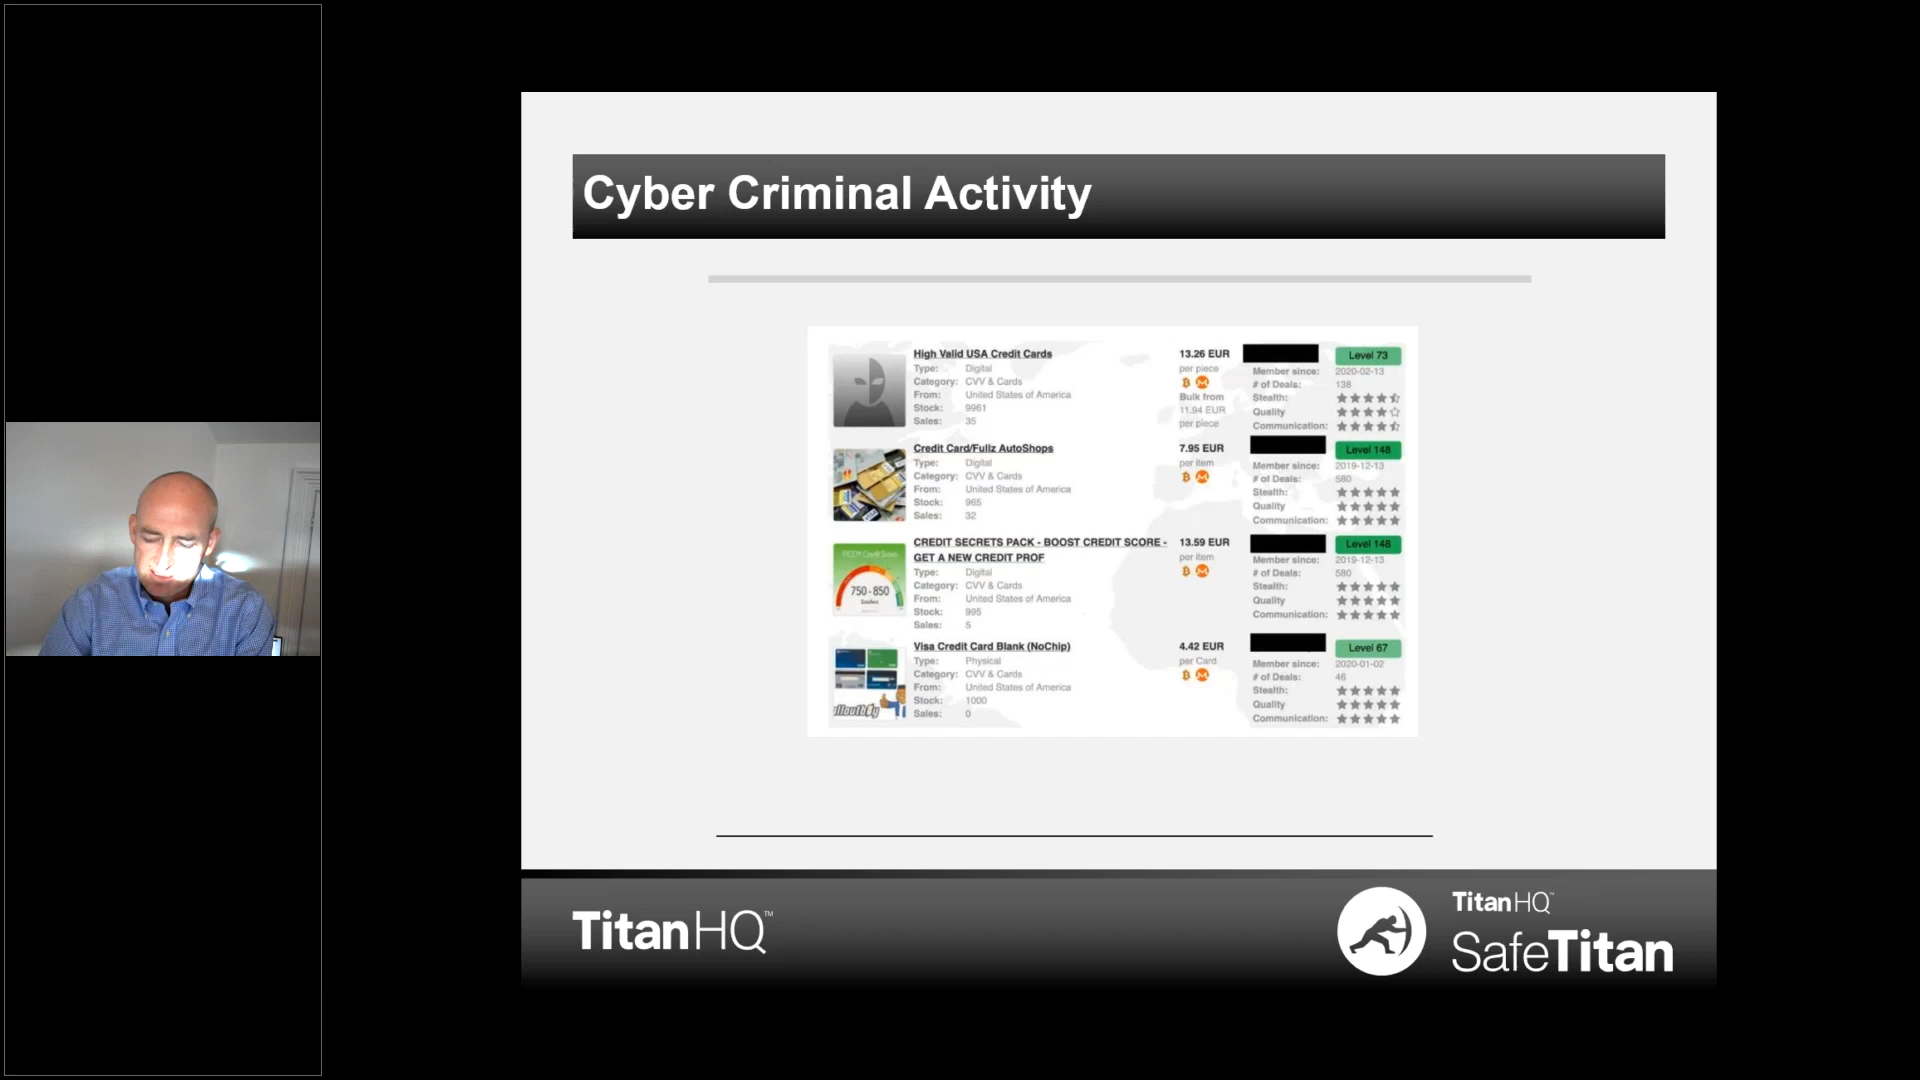 Cyber Criminal Activity
High Valid USA Credit Cards
Type: Digital
Category: CVV & Cards
From: United States of America
Stock: 9961
Sales: 35
13.26 EUR
per piece
Bulk from
11.94 EUR
per piece
Level 73
Member since: 2020-02-13
# of Deals: 138
Stealth:
Quality
Communication:
Credit Card/Fullz AutoShops
Type: Digital
Category: CVV & Cards
From: United States of America
Stock: 965
Sales: 32
7.95 EUR
per item
Level 148
Member since: 2019-12-13
# of Deals: 580
Stealth:
Quality
Communication:
FICO® Credit Score
750 - 850
Excellent
CREDIT SECRETS PACK - BOOST CREDIT SCORE -
GET A NEW CREDIT PROF
Type: Digital
Category: CVV & Cards
From: United States of America
Stock: 995
Sales: 5
13.59 EUR
per item
Level 148
Member since: 2019-12-13
# of Deals: 580
Stealth:
Quality
Communication:
Visa Credit Card Blank (NoChip)
Type: Physical
Category: CVV & Cards
From: United States of America
Stock: 1000
Sales: 0
4.42 EUR
per Card
Level 67
Member since: 2020-01-02
# of Deals: 46
Stealth:
Quality
Communication:
TitanHQ™
TitanHQ™
SafeTitan